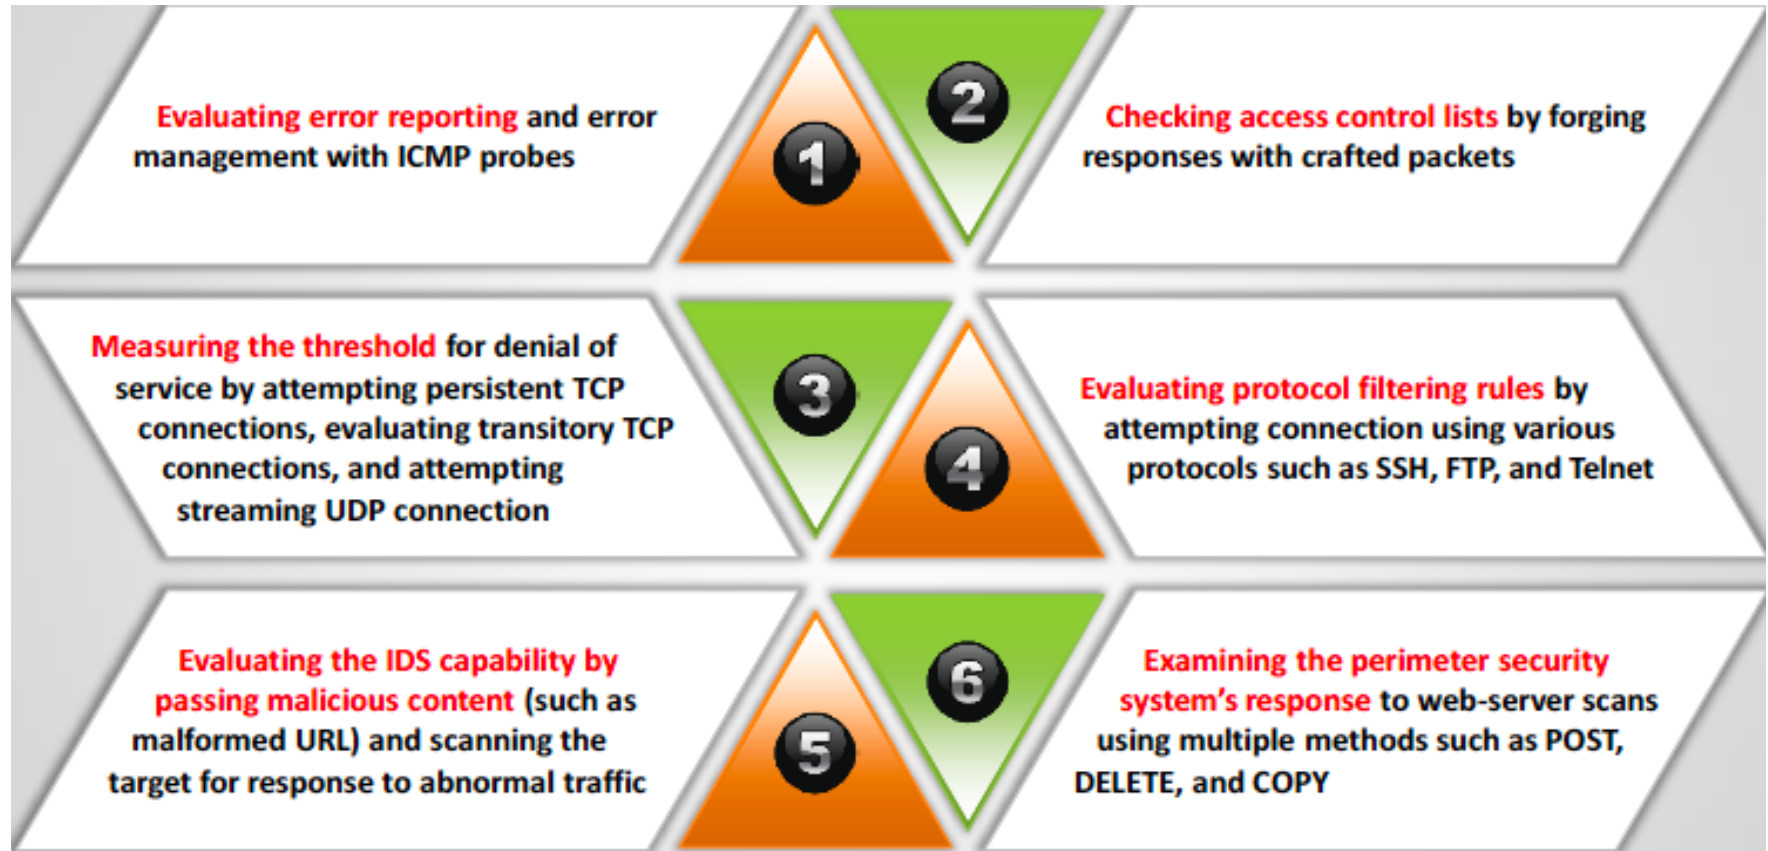 1
Evaluating error reporting and error
management with ICMP probes
2
Checking access control lists by forging
responses with crafted packets
3
Measuring the threshold for denial of
service by attempting persistent TCP
connections, evaluating transitory TCP
connections, and attempting
streaming UDP connection
4
Evaluating protocol filtering rules by
attempting connection using various
protocols such as SSH, FTP, and Telnet
5
Evaluating the IDS capability by
passing malicious content (such as
malformed URL) and scanning the
target for response to abnormal traffic
6
Examining the perimeter security
system’s response to web-server scans
using multiple methods such as POST,
DELETE, and COPY